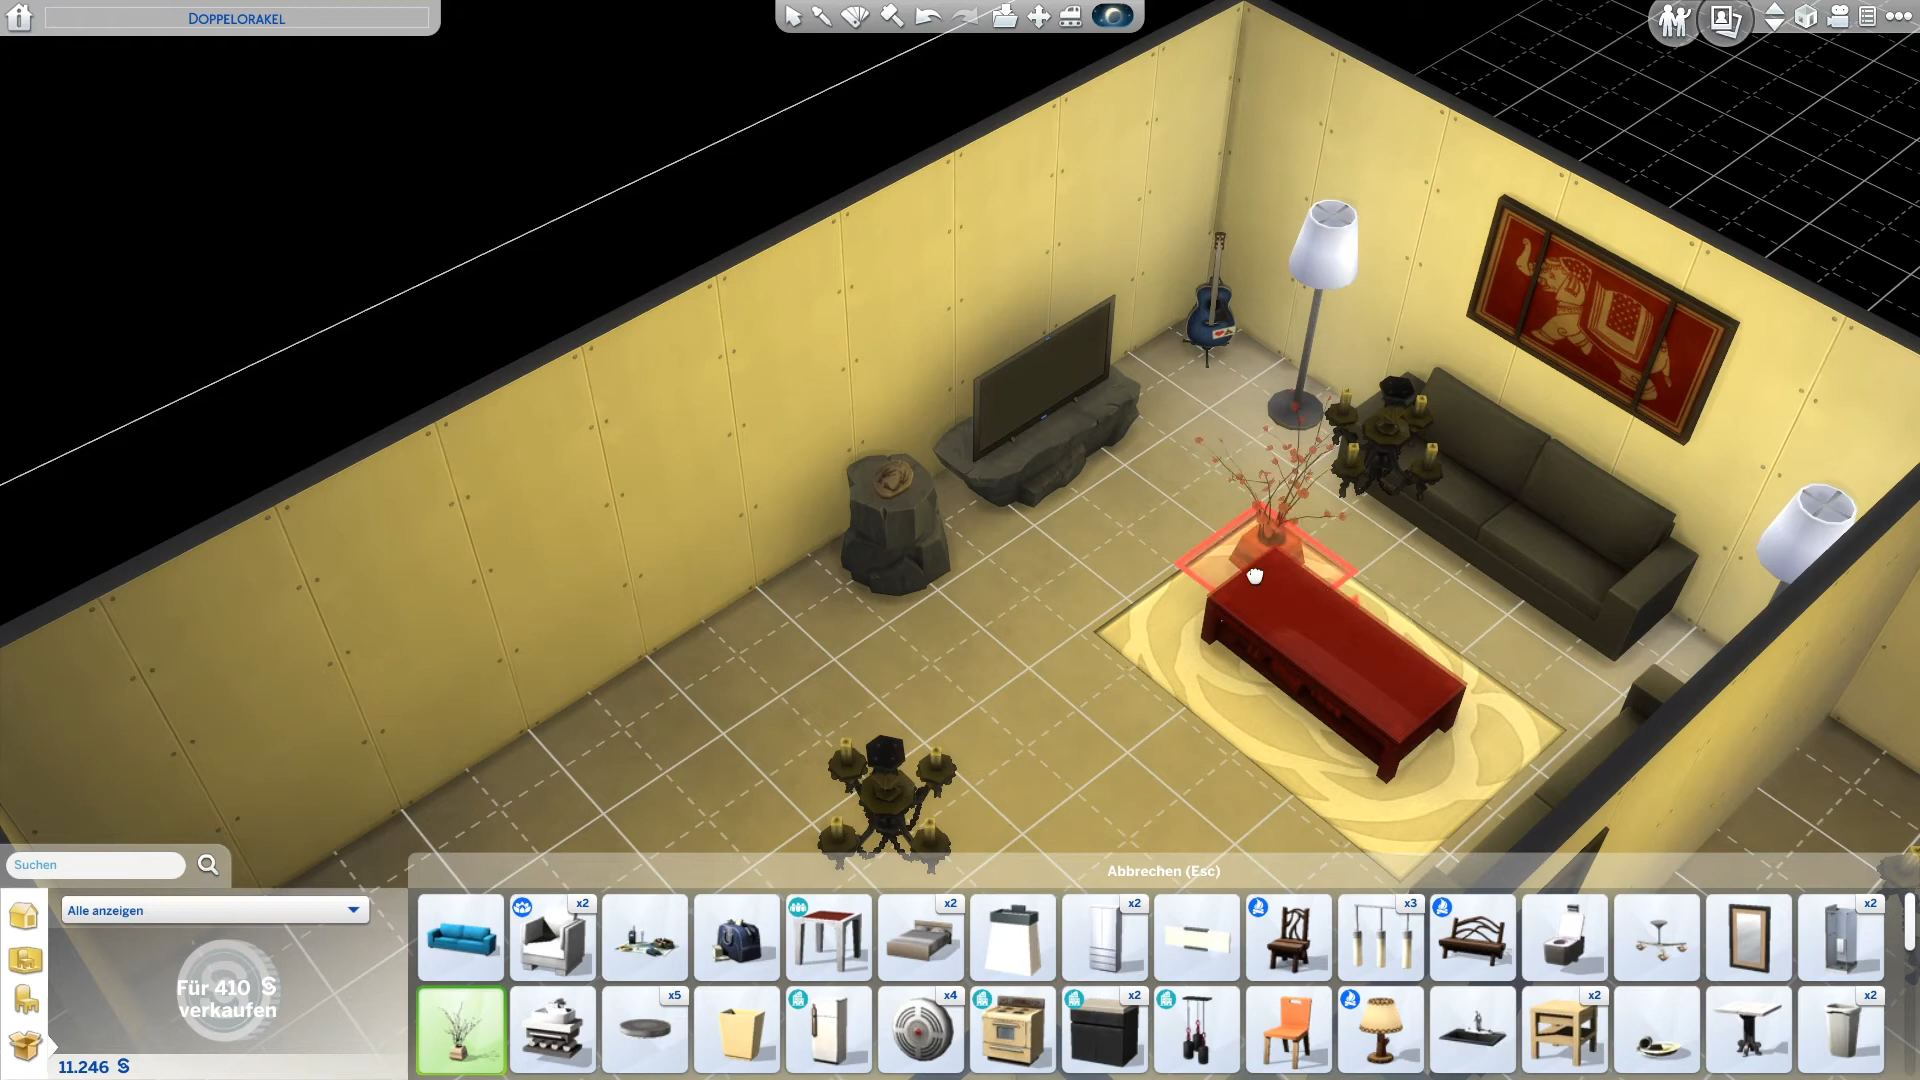 DOPPELORAKEL
Abbrechen (Esc)
Suchen
Alle anzeigen
Für 410 S
verkaufen
11.246 S
x2
x2
x2
x3
x2
x5
x4
x2
x2
x2